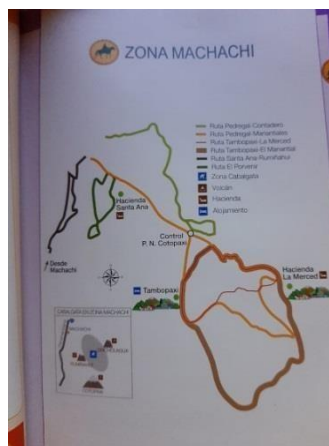 ZONA MACHACHI
Ruta Pedregal-Contadero
Ruta Pedregal-Manantiales
Ruta Tambopaxi-La Merced
Ruta Tambopaxi-El Manantial
Ruta Santa Ana-Rumiñahui
Ruta El Porvenir
Zona Cabalgata
Volcán
Hacienda
Alojamiento
Hacienda
Santa Ana
Control
P. N. Cotopaxi
Desde
Machachi
Hacienda
La Merced
Tambopaxi
MACHACHI
COTOPAXI